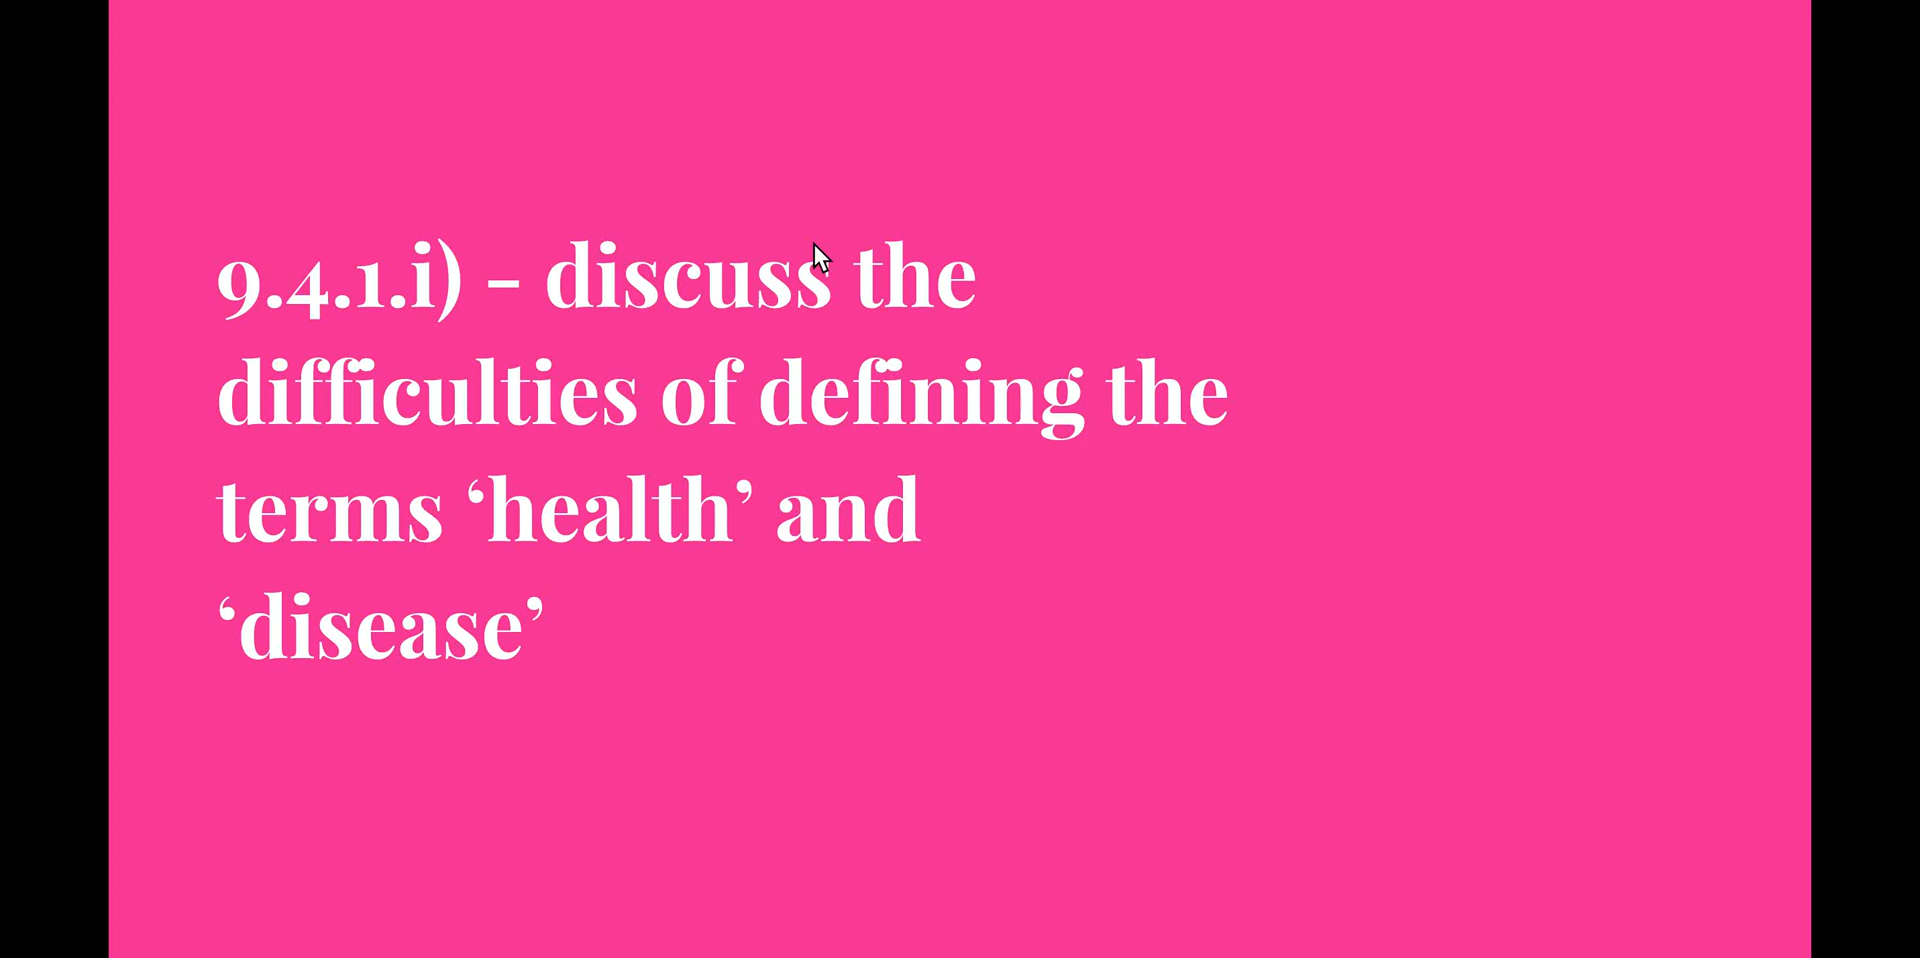 9.4.1.i) - discuss the
difficulties of defining the
terms ‘health’ and
‘disease’